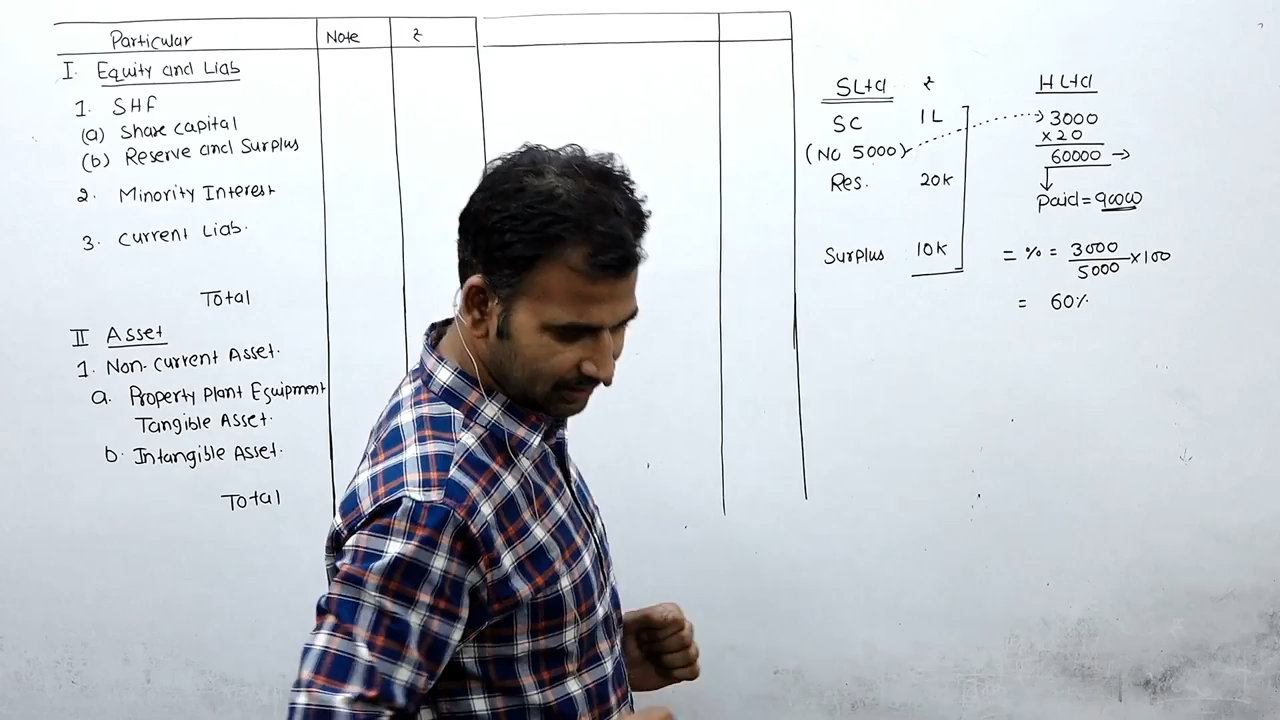 Particular Note ₹
I. Equity and Liab
1. SHF
(a) Share capital
(b) Reserve and Surplus
2. Minority Interest
3. Current Liab.
Total
II Asset
1. Non-current Asset.
a. Property Plant Equipment
Tangible Asset.
b. Intangible Asset.
Total
SLtd ₹
SC 1L
(No 5000)
Res. 20k
Surplus 10k
HLtd
3000
×20
60000 →
Paid = 90000
= % = 3000/5000 ×100
= 60%